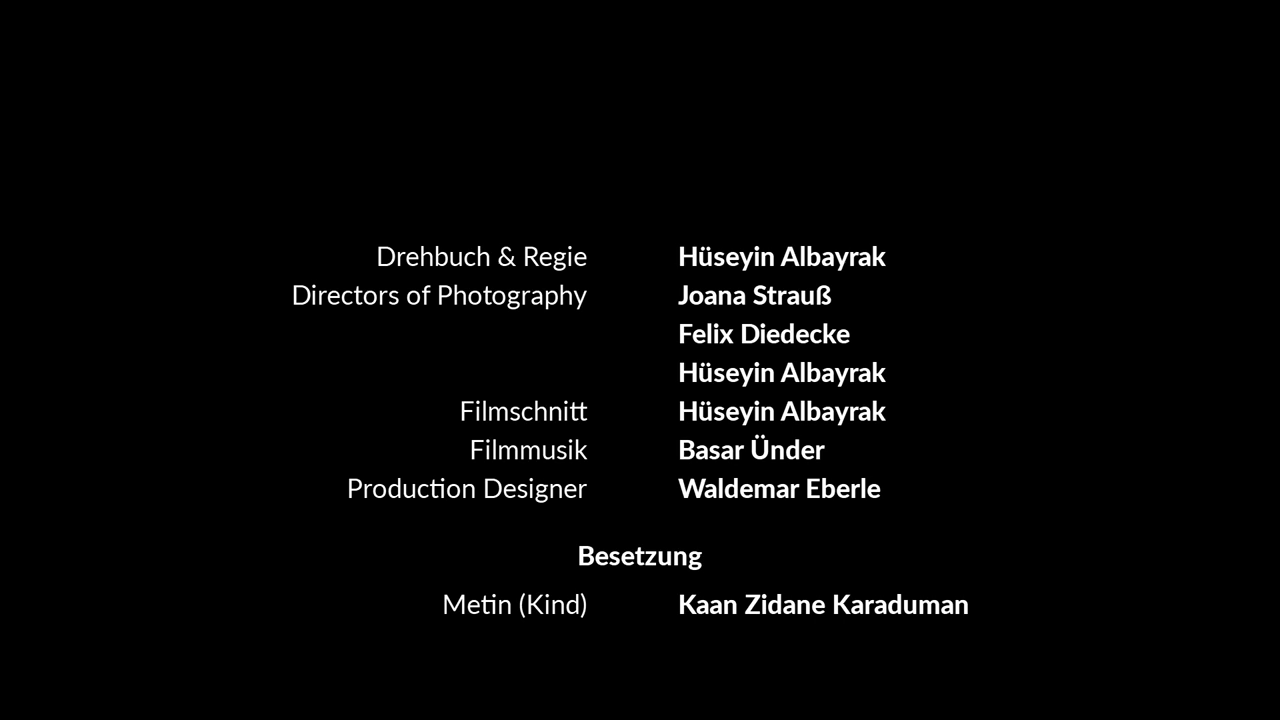 Drehbuch & Regie Hüseyin Albayrak
Directors of Photography Joana Strauß
Felix Diedecke
Hüseyin Albayrak
Filmschnitt Hüseyin Albayrak
Filmmusik Basar Ünder
Production Designer Waldemar Eberle
Besetzung
Metin (Kind) Kaan Zidane Karaduman